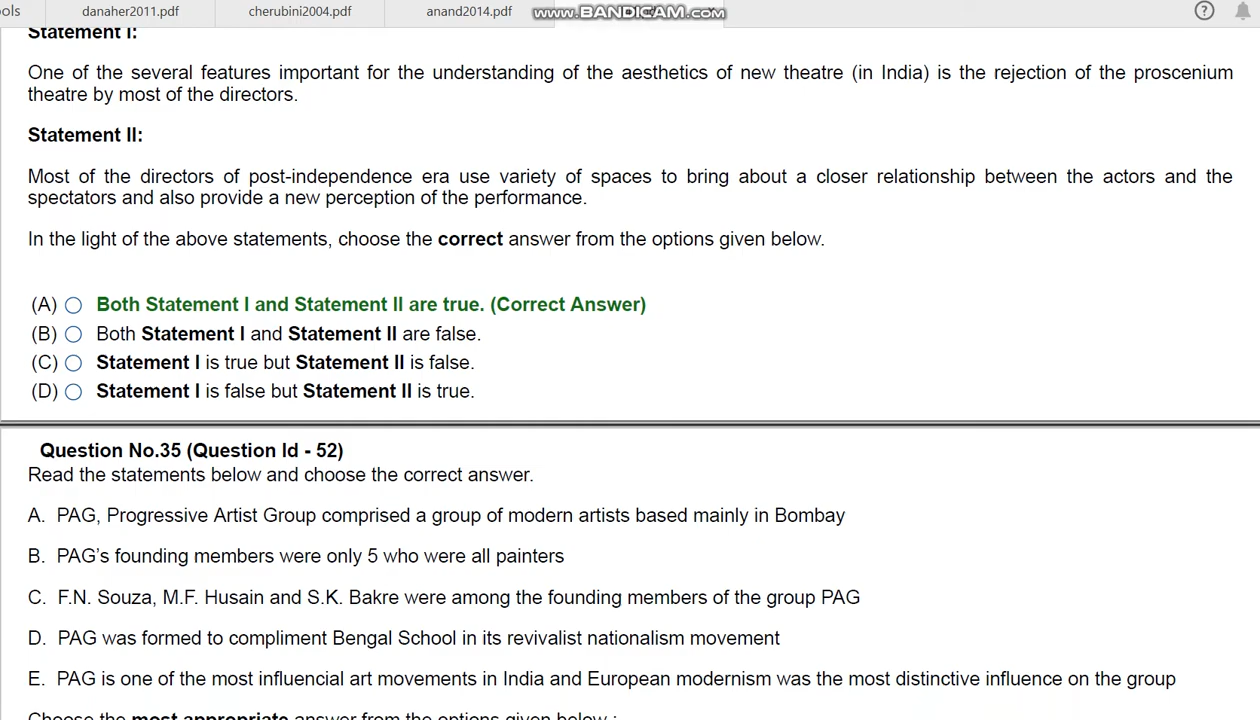 ols danaher2011.pdf cherubini2004.pdf anand2014.pdf www.BANDICAM.com
Statement I:
One of the several features important for the understanding of the aesthetics of new theatre (in India) is the rejection of the proscenium
theatre by most of the directors.
Statement II:
Most of the directors of post-independence era use variety of spaces to bring about a closer relationship between the actors and the
spectators and also provide a new perception of the performance.
In the light of the above statements, choose the correct answer from the options given below.
(A) Both Statement I and Statement II are true. (Correct Answer)
(B) Both Statement I and Statement II are false.
(C) Statement I is true but Statement II is false.
(D) Statement I is false but Statement II is true.
Question No.35 (Question Id - 52)
Read the statements below and choose the correct answer.
A. PAG, Progressive Artist Group comprised a group of modern artists based mainly in Bombay
B. PAG's founding members were only 5 who were all painters
C. F.N. Souza, M.F. Husain and S.K. Bakre were among the founding members of the group PAG
D. PAG was formed to compliment Bengal School in its revivalist nationalism movement
E. PAG is one of the most influencial art movements in India and European modernism was the most distinctive influence on the group
Choose the most appropriate answer from the options given below :